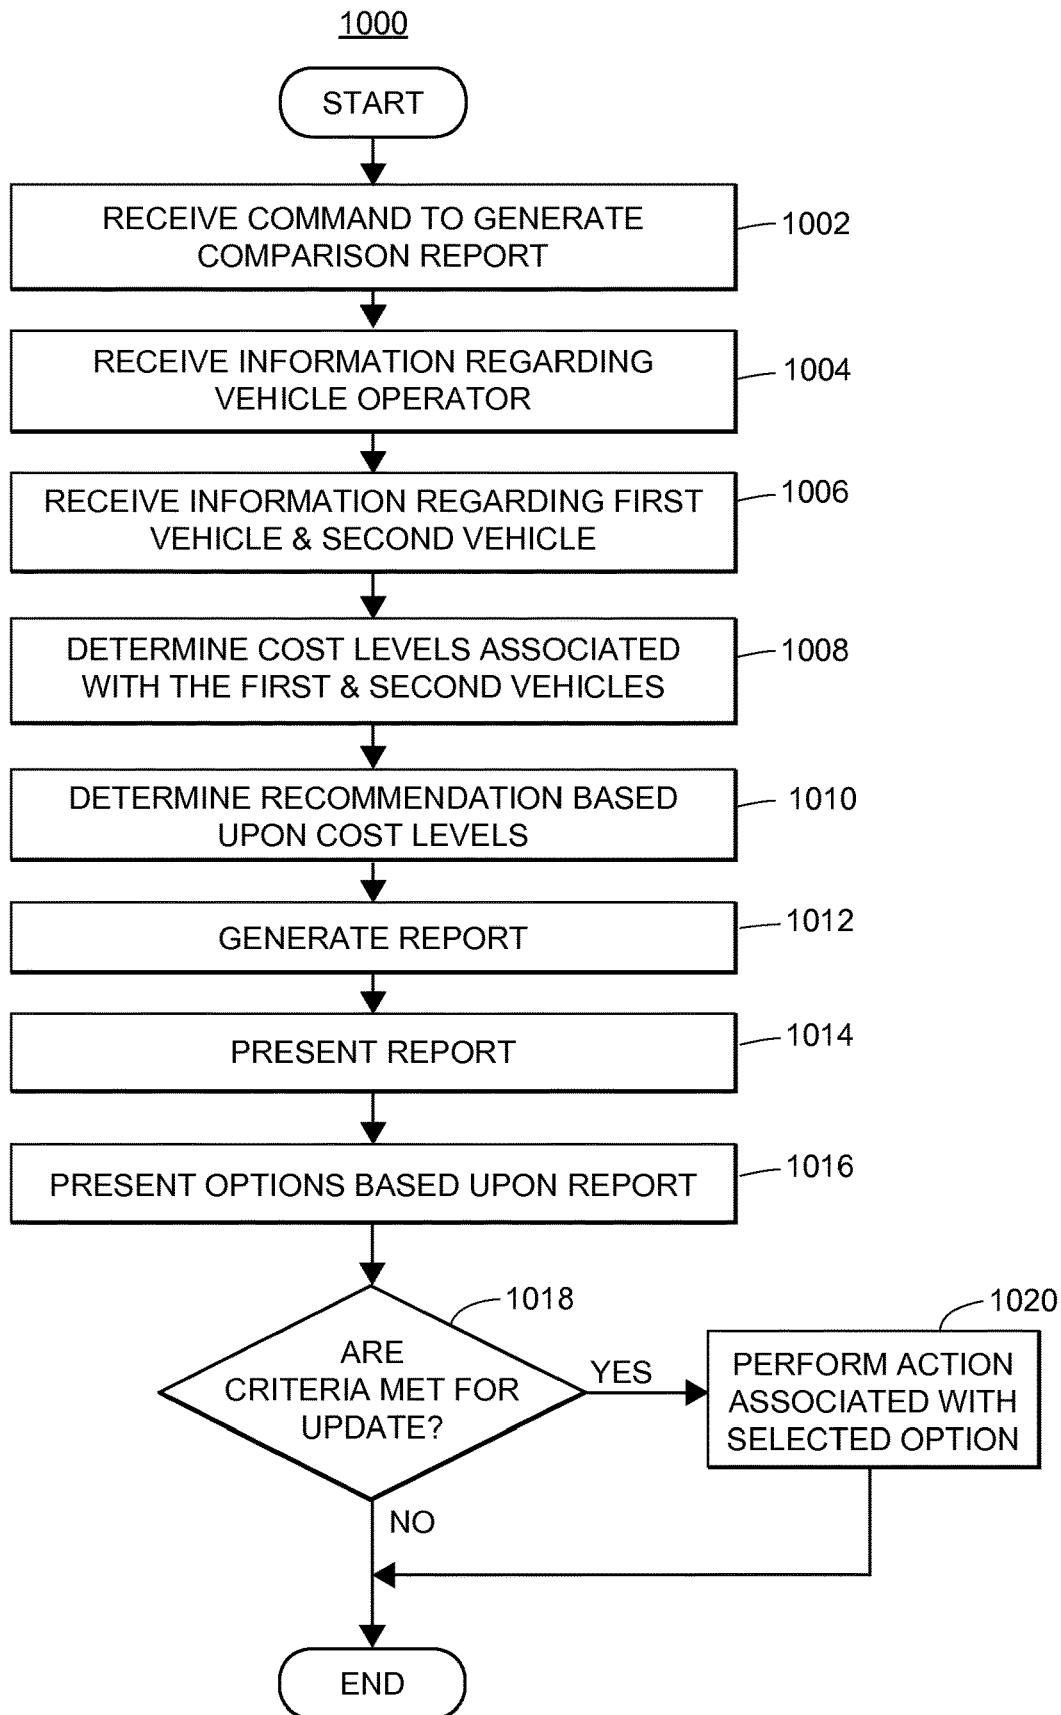 1000
START
RECEIVE COMMAND TO GENERATE
COMPARISON REPORT
1002
RECEIVE INFORMATION REGARDING
VEHICLE OPERATOR
1004
RECEIVE INFORMATION REGARDING FIRST
VEHICLE & SECOND VEHICLE
1006
DETERMINE COST LEVELS ASSOCIATED
WITH THE FIRST & SECOND VEHICLES
1008
DETERMINE RECOMMENDATION BASED
UPON COST LEVELS
1010
GENERATE REPORT
1012
PRESENT REPORT
1014
PRESENT OPTIONS BASED UPON REPORT
1016
ARE
CRITERIA MET FOR
UPDATE?
1018
YES
PERFORM ACTION
ASSOCIATED WITH
SELECTED OPTION
1020
NO
END